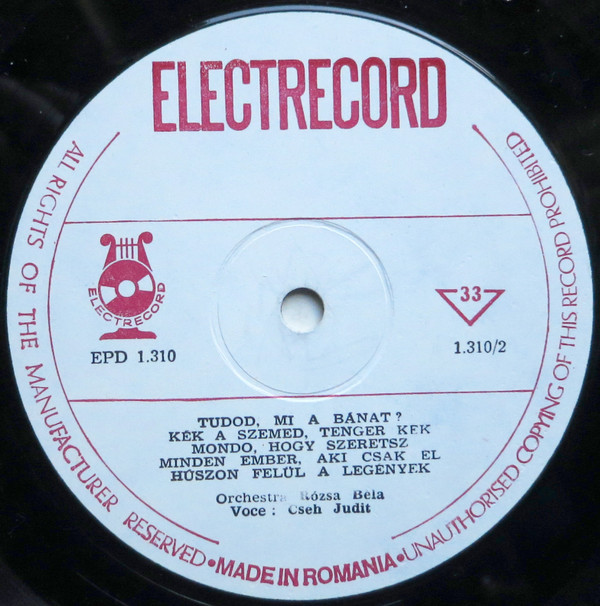 ELECTRECORD
ALL RIGHTS OF THE MANUFACTURER RESERVED • MADE IN ROMANIA • UNAUTHORISED COPYING OF THIS RECORD PROHIBITED
ELECTRECORD
33
EPD 1.310
1.310/2
TUDOD, MI A BÁNAT?
KÉK A SZEMED, TENGER KÉK
MONDO, HOGY SZERETSZ
MINDEN EMBER, AKI CSAK EL
HÚSZON FELÜL A LEGÉNYEK
Orchestra Rózsa Bela
Voce: Cseh Judit